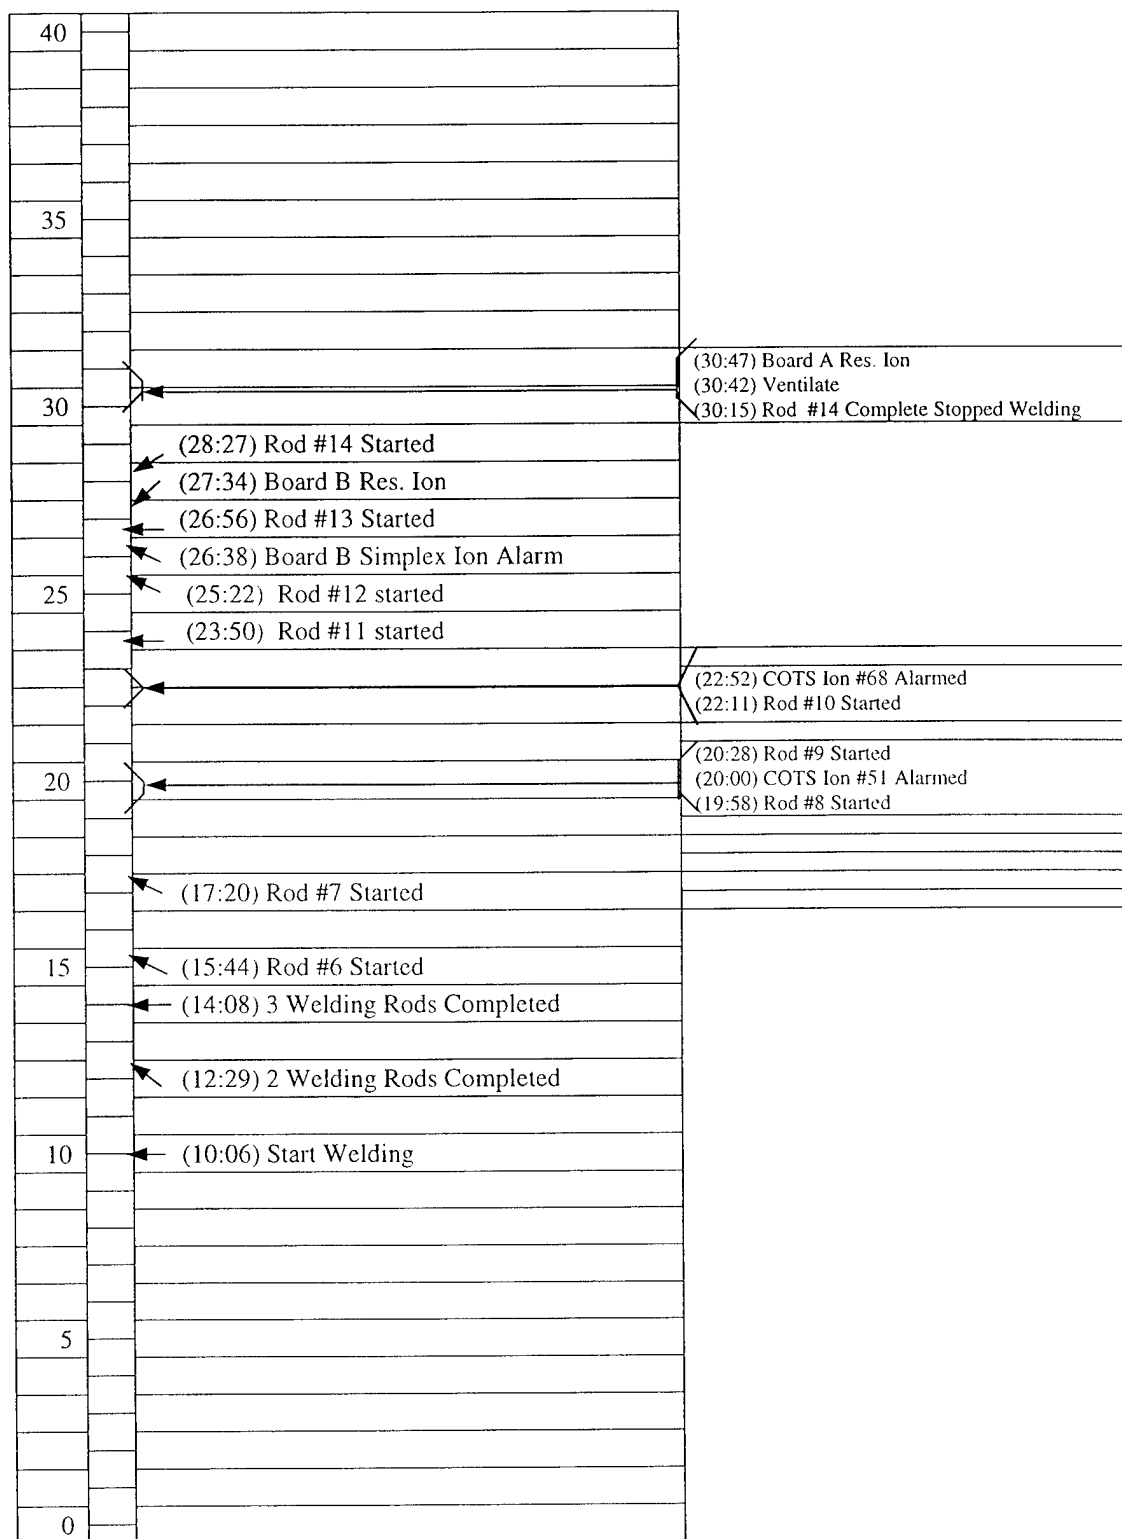 40
35
(30:47) Board A Res. Ion
(30:42) Ventilate
30
(30:15) Rod #14 Complete Stopped Welding
(28:27) Rod #14 Started
(27:34) Board B Res. Ion
(26:56) Rod #13 Started
(26:38) Board B Simplex Ion Alarm
25
(25:22) Rod #12 started
(23:50) Rod #11 started
(22:52) COTS Ion #68 Alarmed
(22:11) Rod #10 Started
(20:28) Rod #9 Started
20
(20:00) COTS Ion #51 Alarmed
(19:58) Rod #8 Started
(17:20) Rod #7 Started
15
(15:44) Rod #6 Started
(14:08) 3 Welding Rods Completed
(12:29) 2 Welding Rods Completed
10
(10:06) Start Welding
5
0